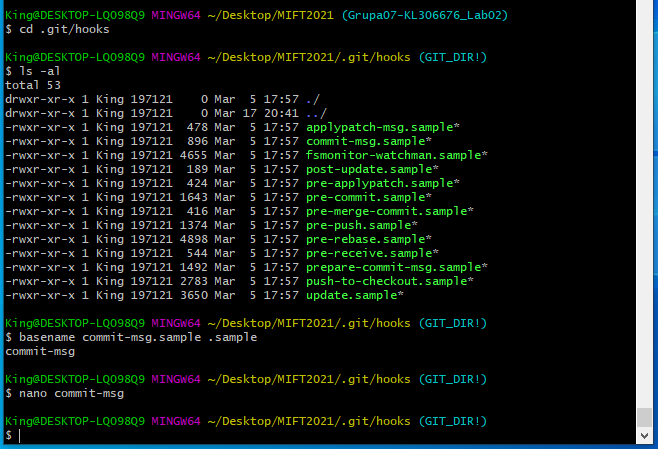 King@DESKTOP-LQO98Q9 MINGW64 ~/Desktop/MIFT2021 (Grupa07-KL306676_Lab02)
$ cd .git/hooks

King@DESKTOP-LQO98Q9 MINGW64 ~/Desktop/MIFT2021/.git/hooks (GIT_DIR!)
$ ls -al
total 53
drwxr-xr-x 1 King 197121    0 Mar  5 17:57 ./
drwxr-xr-x 1 King 197121    0 Mar 17 20:41 ../
-rwxr-xr-x 1 King 197121  478 Mar  5 17:57 applypatch-msg.sample*
-rwxr-xr-x 1 King 197121  896 Mar  5 17:57 commit-msg.sample*
-rwxr-xr-x 1 King 197121 4655 Mar  5 17:57 fsmonitor-watchman.sample*
-rwxr-xr-x 1 King 197121  189 Mar  5 17:57 post-update.sample*
-rwxr-xr-x 1 King 197121  424 Mar  5 17:57 pre-applypatch.sample*
-rwxr-xr-x 1 King 197121 1643 Mar  5 17:57 pre-commit.sample*
-rwxr-xr-x 1 King 197121  416 Mar  5 17:57 pre-merge-commit.sample*
-rwxr-xr-x 1 King 197121 1374 Mar  5 17:57 pre-push.sample*
-rwxr-xr-x 1 King 197121 4898 Mar  5 17:57 pre-rebase.sample*
-rwxr-xr-x 1 King 197121  544 Mar  5 17:57 pre-receive.sample*
-rwxr-xr-x 1 King 197121 1492 Mar  5 17:57 prepare-commit-msg.sample*
-rwxr-xr-x 1 King 197121 2783 Mar  5 17:57 push-to-checkout.sample*
-rwxr-xr-x 1 King 197121 3650 Mar  5 17:57 update.sample*

King@DESKTOP-LQO98Q9 MINGW64 ~/Desktop/MIFT2021/.git/hooks (GIT_DIR!)
$ basename commit-msg.sample .sample
commit-msg

King@DESKTOP-LQO98Q9 MINGW64 ~/Desktop/MIFT2021/.git/hooks (GIT_DIR!)
$ nano commit-msg

King@DESKTOP-LQO98Q9 MINGW64 ~/Desktop/MIFT2021/.git/hooks (GIT_DIR!)
$